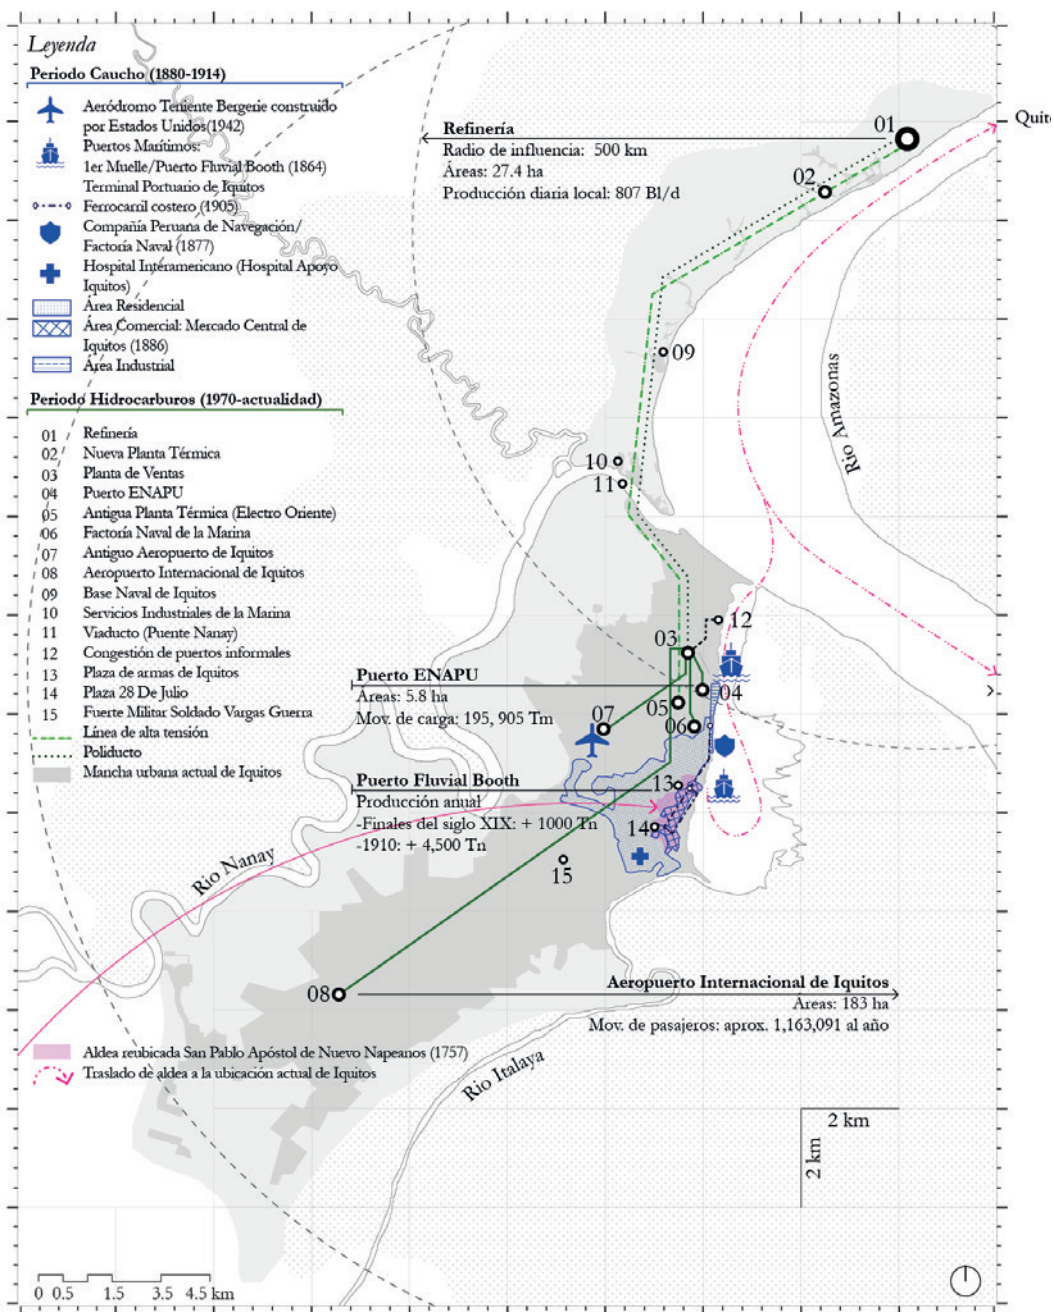 Leyenda
Periodo Caucho (1880-1914)
Aeródromo Teniente Bergerie construido
por Estados Unidos(1942)
Puertos Marítimos:
1er Muelle/Puerto Fluvial Booth (1864)
Terminal Portuario de Iquitos
Ferrocarril costero (1905)
Compañía Peruana de Navegación/
Factoría Naval (1877)
Hospital Interamericano (Hospital Apoyo
Iquitos)
Área Residencial
Área Comercial: Mercado Central de
Iquitos (1886)
Área Industrial
Periodo Hidrocarburos (1970-actualidad)
01 Refinería
02 Nueva Planta Térmica
03 Planta de Ventas
04 Puerto ENAPU
05 Antigua Planta Térmica (Electro Oriente)
06 Factoría Naval de la Marina
07 Antiguo Aeropuerto de Iquitos
08 Aeropuerto Internacional de Iquitos
09 Base Naval de Iquitos
10 Servicios Industriales de la Marina
11 Viaducto (Puente Nanay)
12 Congestión de puertos informales
13 Plaza de armas de Iquitos
14 Plaza 28 De Julio
15 Fuerte Militar Soldado Vargas Guerra
Línea de alta tensión
Poliducto
Mancha urbana actual de Iquitos
Aldea reubicada San Pablo Apóstol de Nuevo Napeanos (1757)
Traslado de aldea a la ubicación actual de Iquitos
0 0.5 1.5 3.5 4.5 km
Refinería
Radio de influencia: 500 km
Áreas: 27.4 ha
Producción diaria local: 807 Bl/d
01
Quito
02
09
Rio Amazonas
10
11
12
03
Puerto ENAPU
Áreas: 5.8 ha
Mov. de carga: 195, 905 Tm
04
05
06
07
Puerto Fluvial Booth
Producción anual
-Finales del siglo XIX: + 1000 Tn
-1910: + 4,500 Tn
13
14
15
Rio Nanay
08
Aeropuerto Internacional de Iquitos
Áreas: 183 ha
Mov. de pasajeros: aprox. 1,163,091 al año
Rio Italaya
2 km
2 km